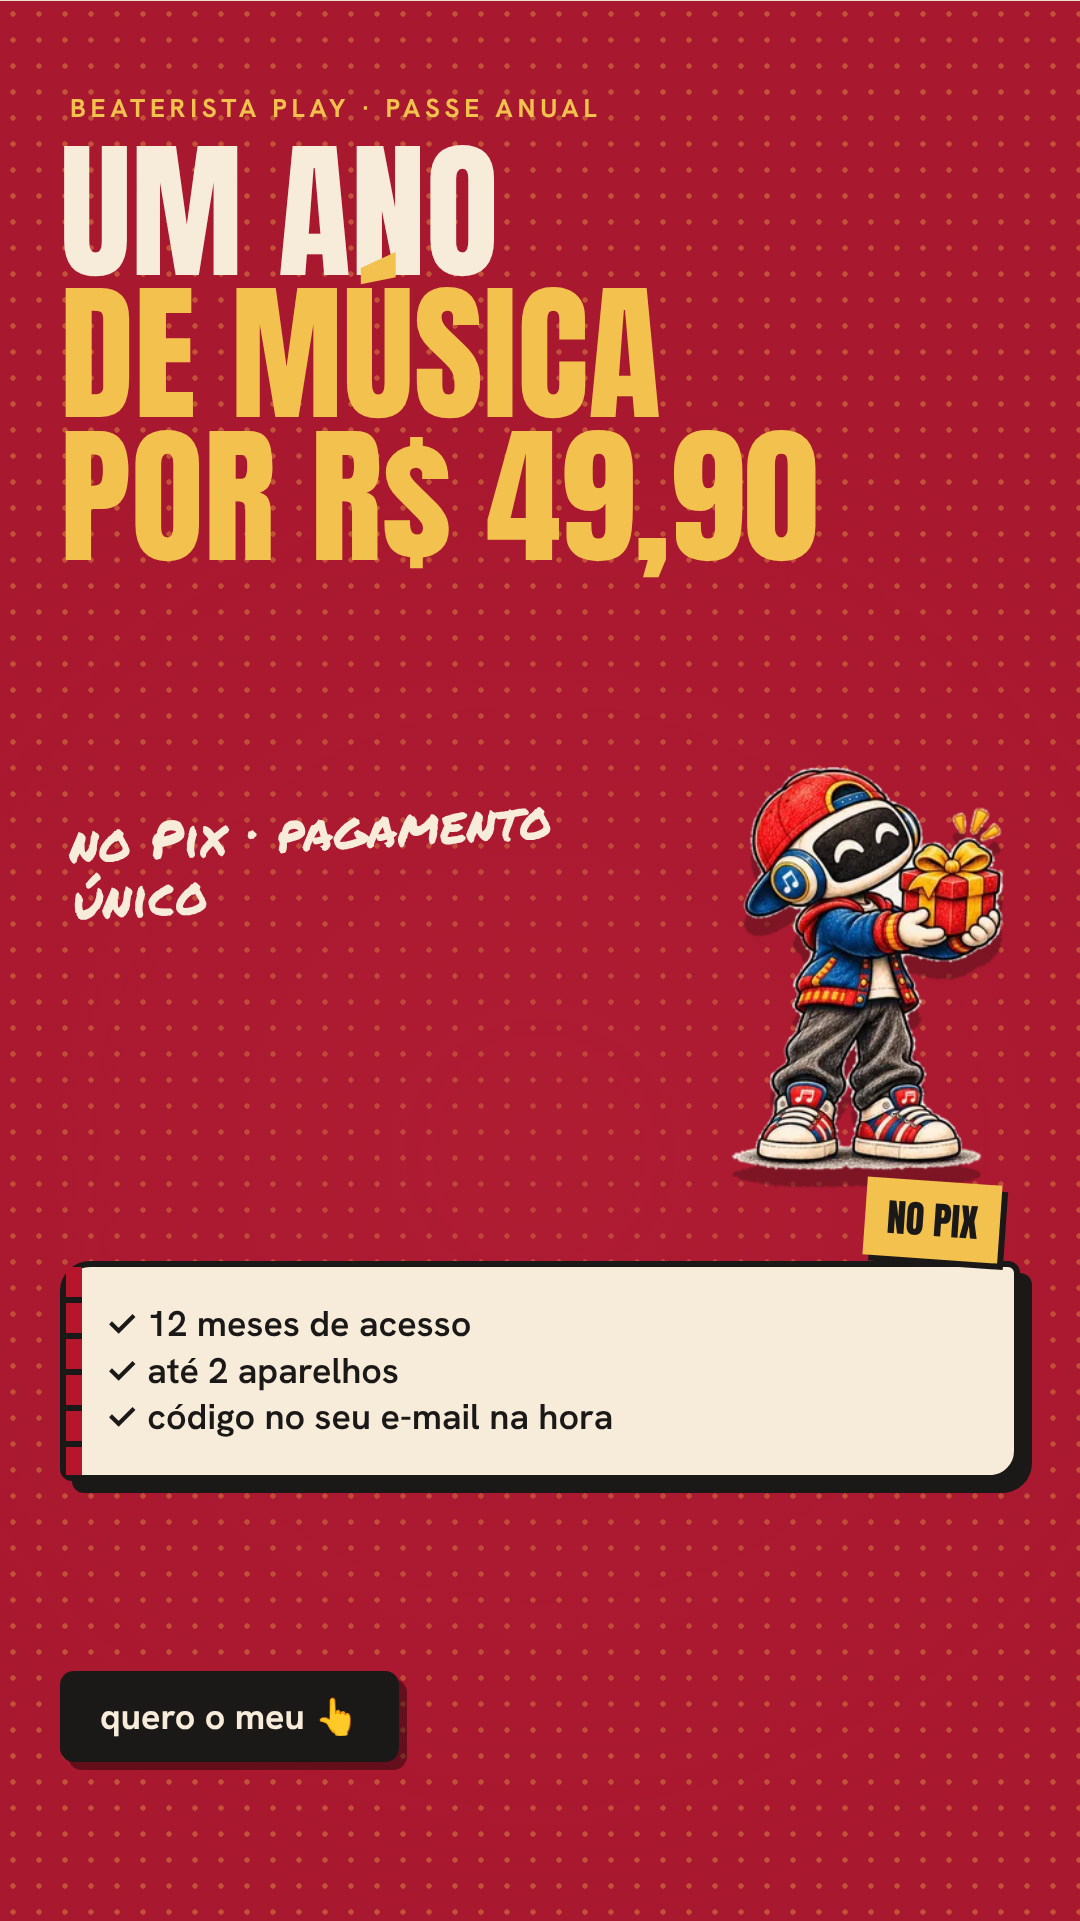 BEATERISTA PLAY · PASSE ANUAL
UM ANO
DE MÚSICA
POR R$ 49,90
NO PIX · PAGAMENTO
ÚNICO
NO PIX
✓ 12 meses de acesso
✓ até 2 aparelhos
✓ código no seu e-mail na hora
quero o meu 👆